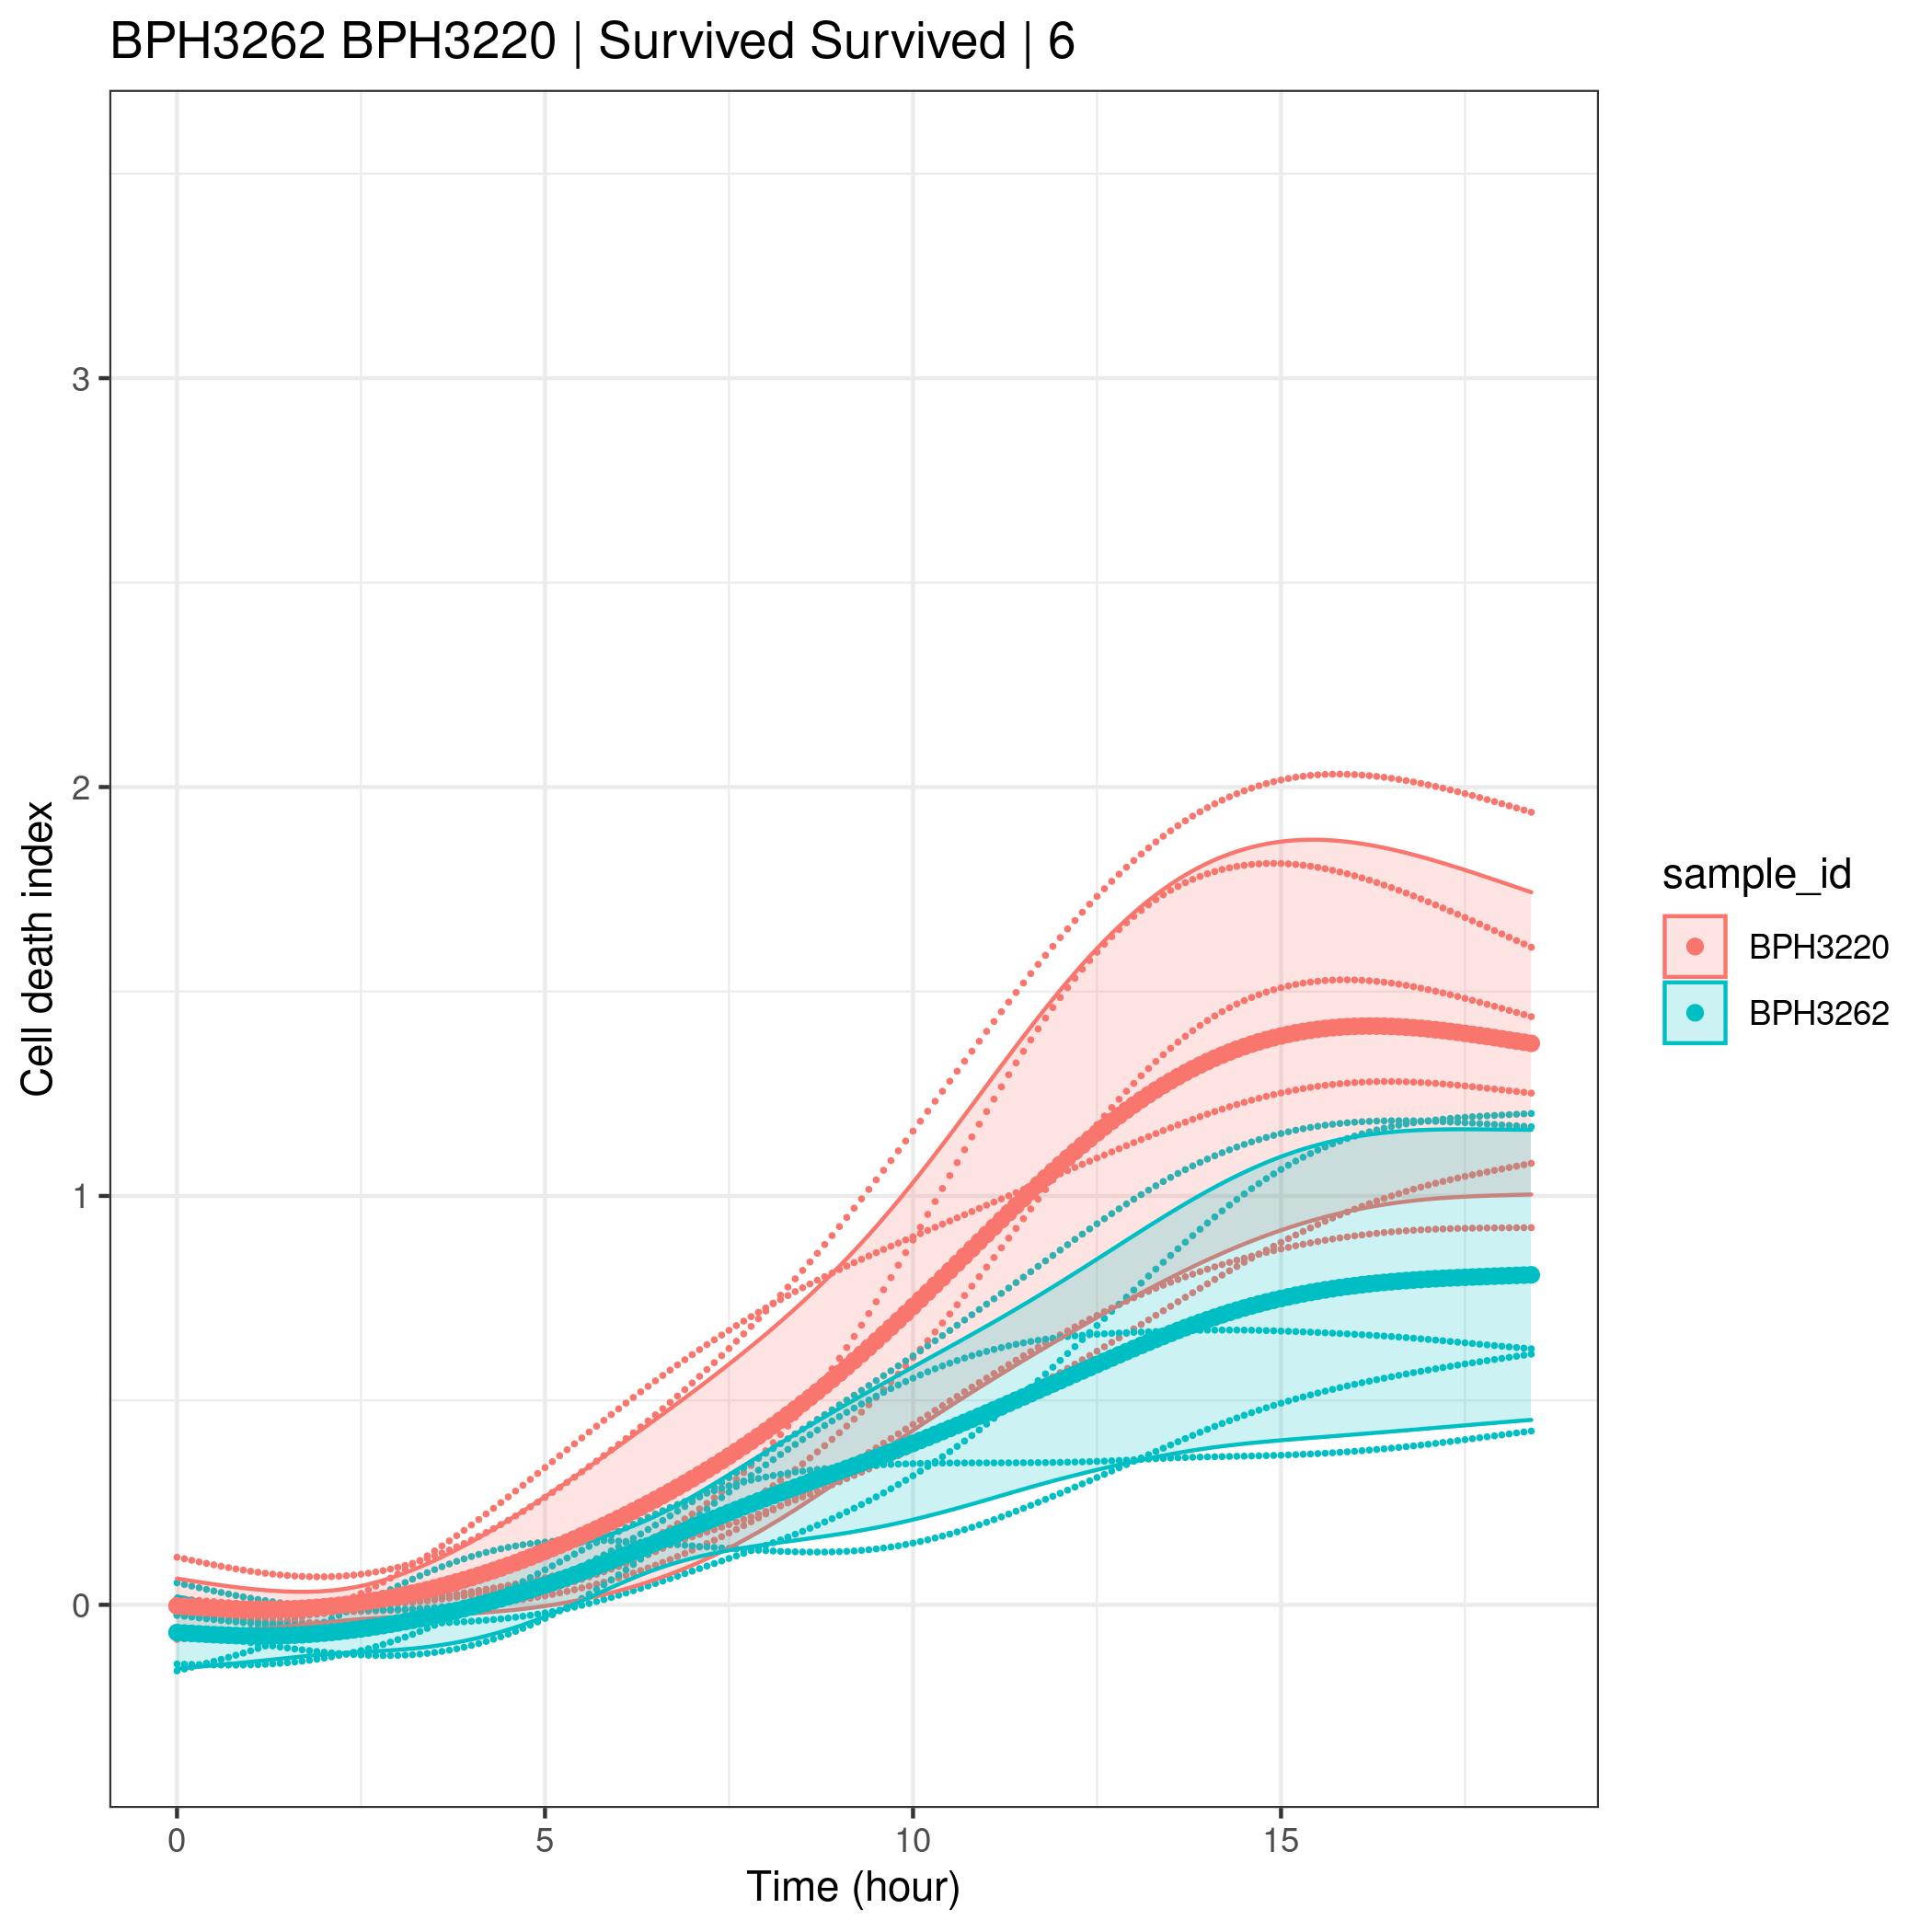 BPH3262 BPH3220 | Survived Survived | 6
3
2
1
0
Cell death index
0 5 10 15
Time (hour)
sample_id
BPH3220
BPH3262